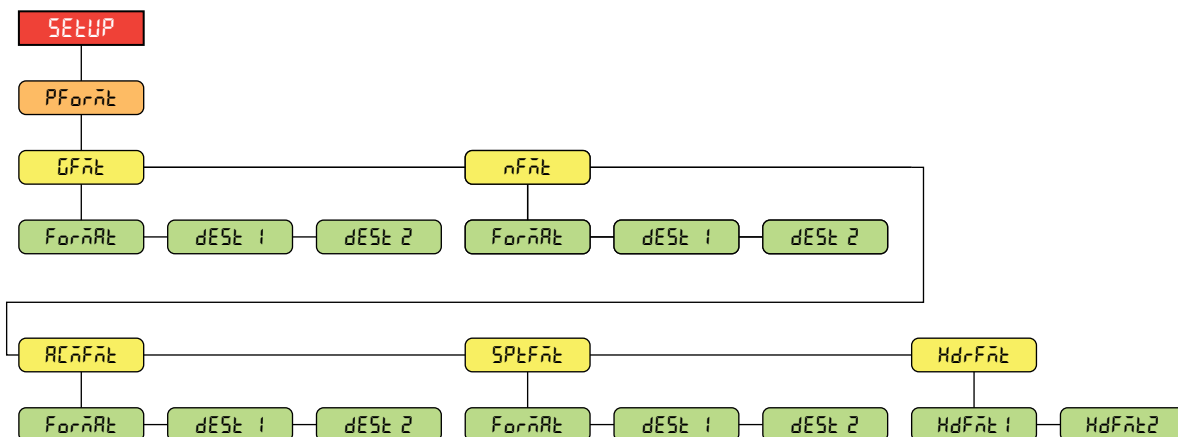 SEtUP
PFormt
GFmt nFmt
FormAt dESt 1 dESt 2 FormAt dESt 1 dESt 2
ACmFmt SPtFmt HdrFmt
FormAt dESt 1 dESt 2 FormAt dESt 1 dESt 2 HdFmt1 HdFmt2